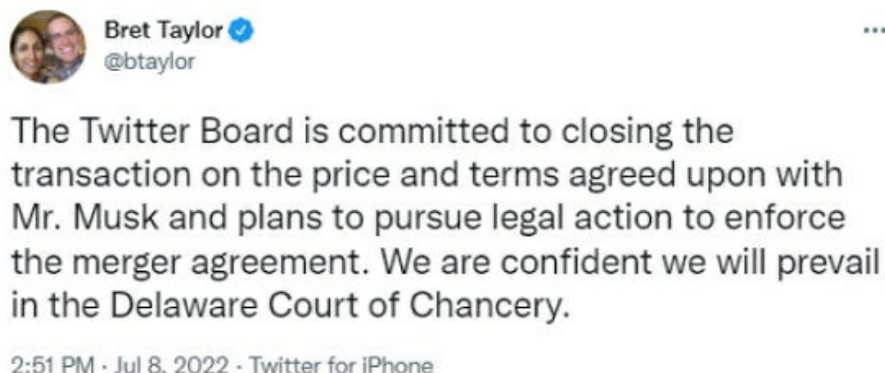 Bret Taylor
@btaylor
The Twitter Board is committed to closing the
transaction on the price and terms agreed upon with
Mr. Musk and plans to pursue legal action to enforce
the merger agreement. We are confident we will prevail
in the Delaware Court of Chancery.
2:51 PM · Jul 8, 2022 · Twitter for iPhone